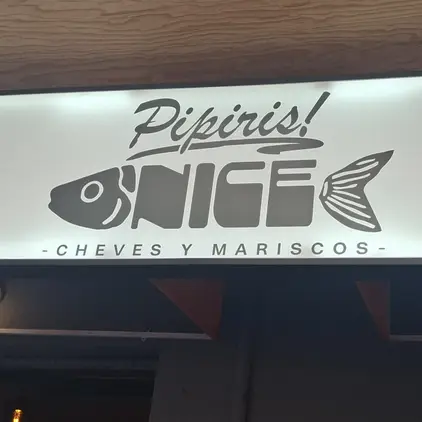 Pipiris!
NICE
- CHEVES Y MARISCOS -